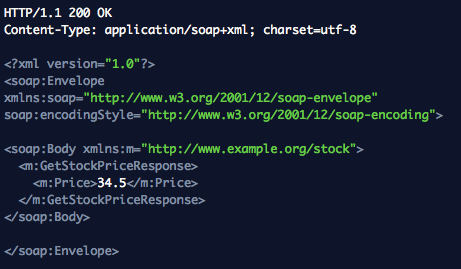 HTTP/1.1 200 OK
Content-Type: application/soap+xml; charset=utf-8

<?xml version="1.0"?>
<soap:Envelope
xmlns:soap="http://www.w3.org/2001/12/soap-envelope"
soap:encodingStyle="http://www.w3.org/2001/12/soap-encoding">

<soap:Body xmlns:m="http://www.example.org/stock">
  <m:GetStockPriceResponse>
    <m:Price>34.5</m:Price>
  </m:GetStockPriceResponse>
</soap:Body>

</soap:Envelope>